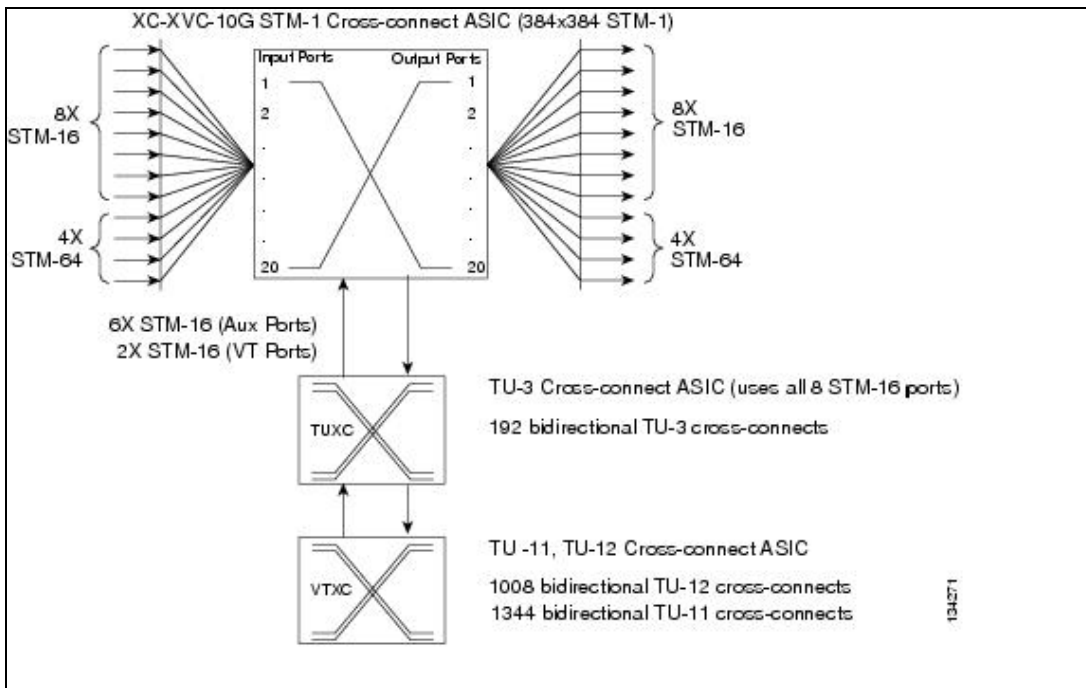 XC-XVC-10G STM-1 Cross-connect ASIC (384x384 STM-1)
Input Ports
Output Ports
1
1
2
2
8X
STM-16
8X
STM-16
.
.
.
.
.
.
.
.
4X
STM-64
4X
STM-64
20
20
6X STM-16 (Aux Ports)
2X STM-16 (VT Ports)
TU-3 Cross-connect ASIC (uses all 8 STM-16 ports)
TUXC
192 bidirectional TU-3 cross-connects
TU -11, TU-12 Cross-connect ASIC
VTXC
1008 bidirectional TU-12 cross-connects
1344 bidirectional TU-11 cross-connects
134271